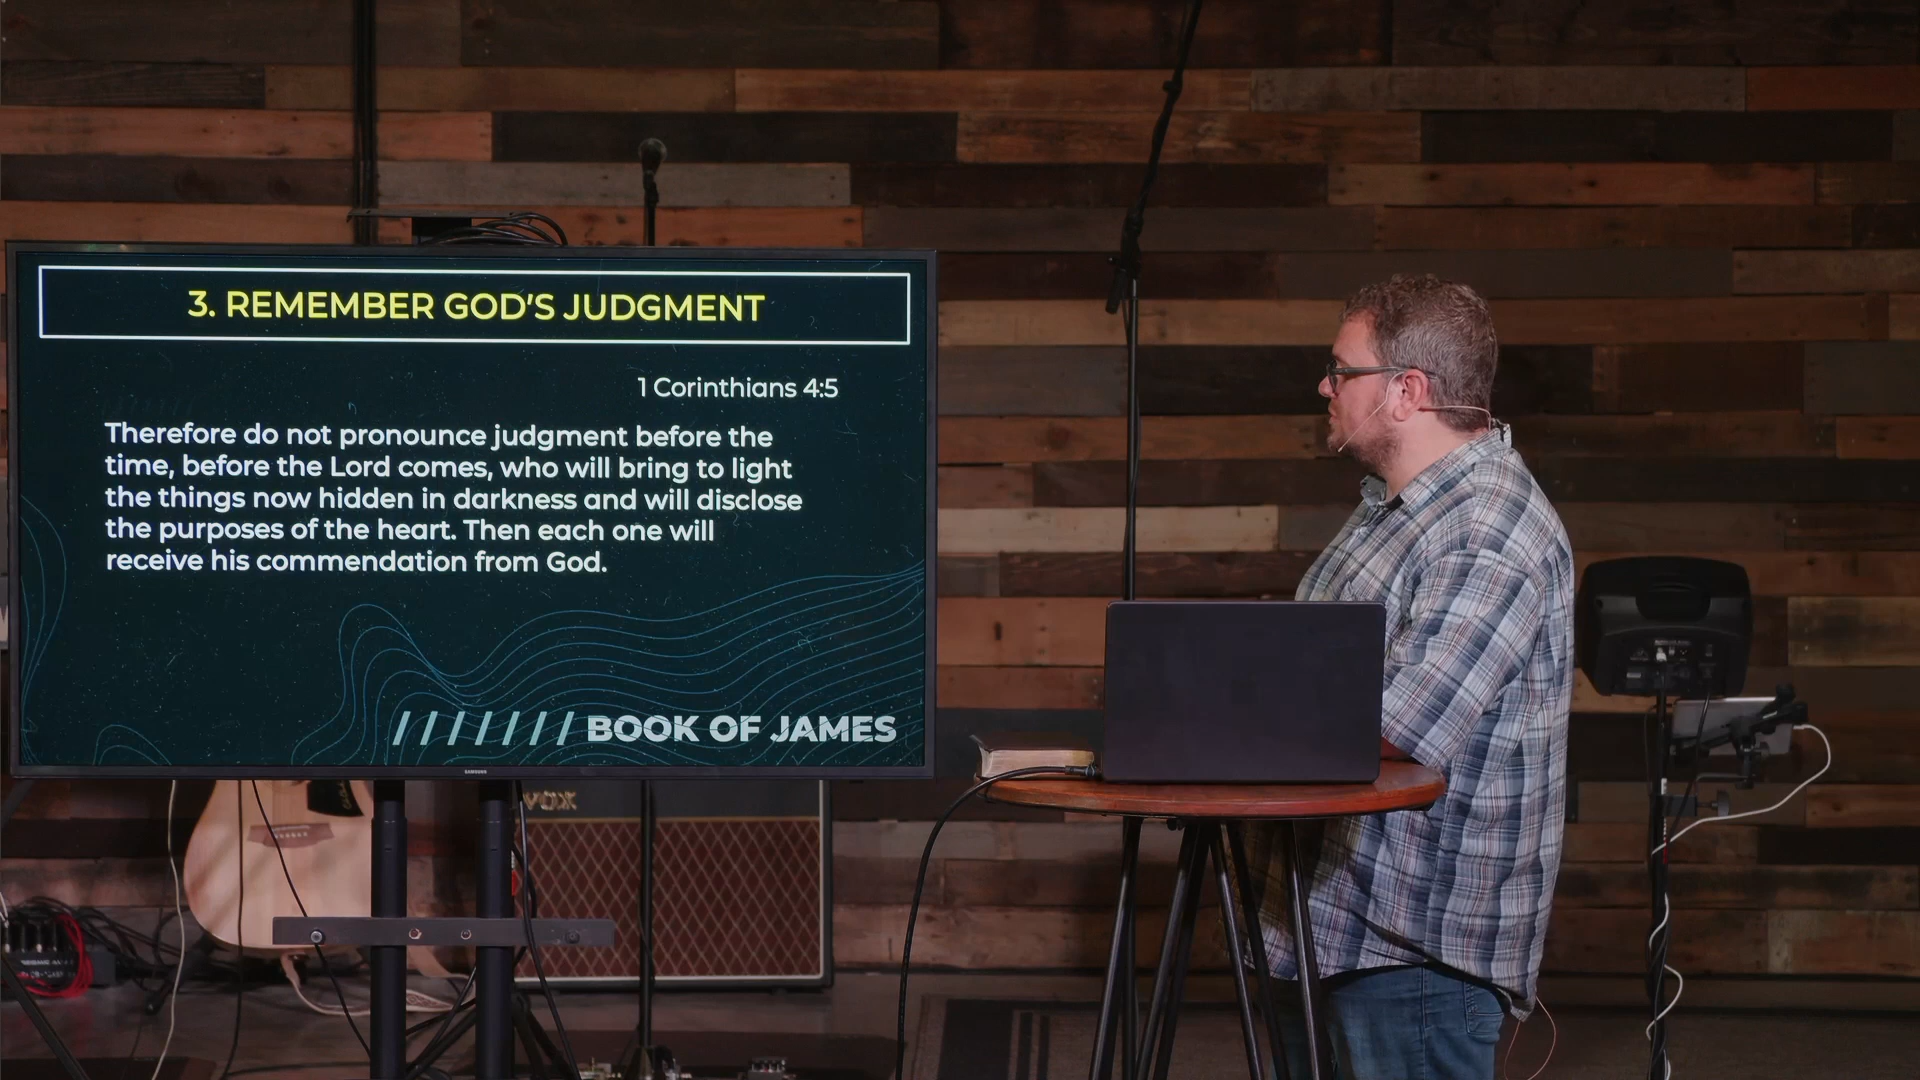 3. REMEMBER GOD'S JUDGMENT
1 Corinthians 4:5
Therefore do not pronounce judgment before the
time, before the Lord comes, who will bring to light
the things now hidden in darkness and will disclose
the purposes of the heart. Then each one will
receive his commendation from God.
/////// BOOK OF JAMES
SAMSUNG
VOX